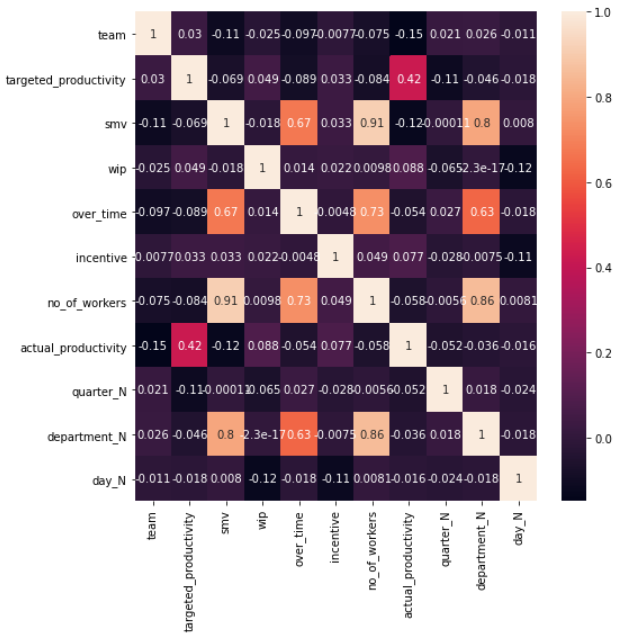 1.0
team 1 0.03 -0.11 -0.025 -0.097 -0.0077 -0.075 -0.15 0.021 0.026 -0.011
targeted_productivity 0.03 1 -0.069 0.049 -0.089 0.033 -0.084 0.42 -0.11 -0.046 -0.018
0.8
smv -0.11 -0.069 1 -0.018 0.67 0.033 0.91 -0.12 -0.00011 0.8 0.008
wip -0.025 0.049 -0.018 1 0.014 0.022 0.0098 0.088 -0.065 -2.3e-17 -0.12
0.6
over_time -0.097 -0.089 0.67 0.014 1 -0.0048 0.73 -0.054 0.027 0.63 -0.018
incentive -0.0077 0.033 0.033 0.022 -0.0048 1 0.049 0.077 -0.028 -0.0075 -0.11
0.4
no_of_workers -0.075 -0.084 0.91 0.0098 0.73 0.049 1 -0.058 -0.0056 0.86 0.0081
actual_productivity -0.15 0.42 -0.12 0.088 -0.054 0.077 -0.058 1 -0.052 -0.036 -0.016
0.2
quarter_N 0.021 -0.11 -0.00011 -0.065 0.027 -0.028 -0.0056 -0.052 1 0.018 -0.024
department_N 0.026 -0.046 0.8 -2.3e-17 0.63 -0.0075 0.86 -0.036 0.018 1 -0.018
0.0
day_N -0.011 -0.018 0.008 -0.12 -0.018 -0.11 0.0081 -0.016 -0.024 -0.018 1
team
targeted_productivity
smv
wip
over_time
incentive
no_of_workers
actual_productivity
quarter_N
department_N
day_N